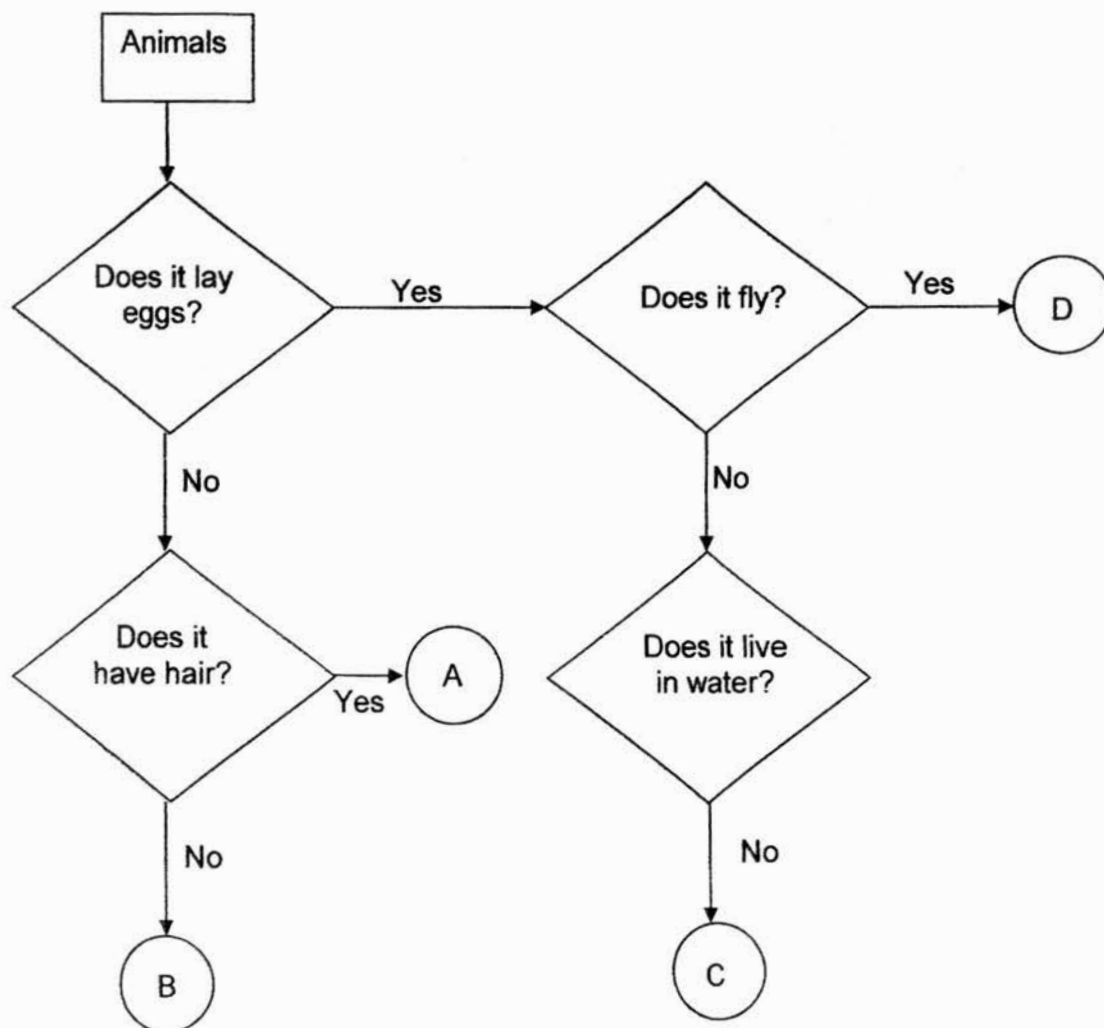 Animals
Does it lay
eggs?
Yes
Does it fly?
Yes
D
No
No
Does it
have hair?
Yes
A
Does it live
in water?
No
B
No
C